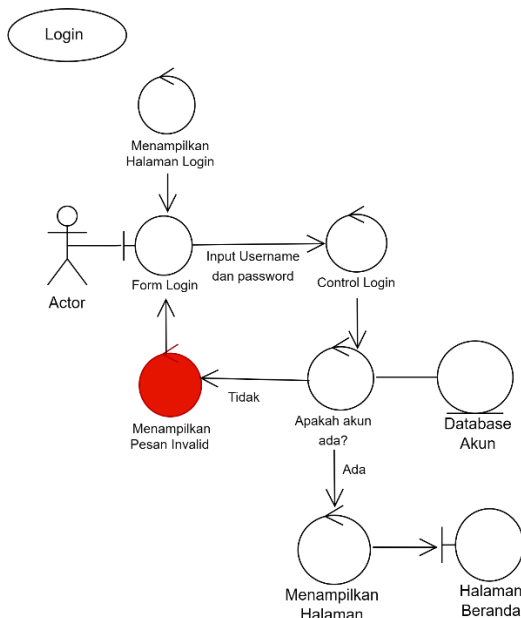 Login
Menampilkan
Halaman Login
Input Username
dan password
Actor
Form Login
Control Login
Tidak
Menampilkan
Pesan Invalid
Apakah akun
ada?
Database
Akun
Ada
Menampilkan
Halaman
Halaman
Beranda